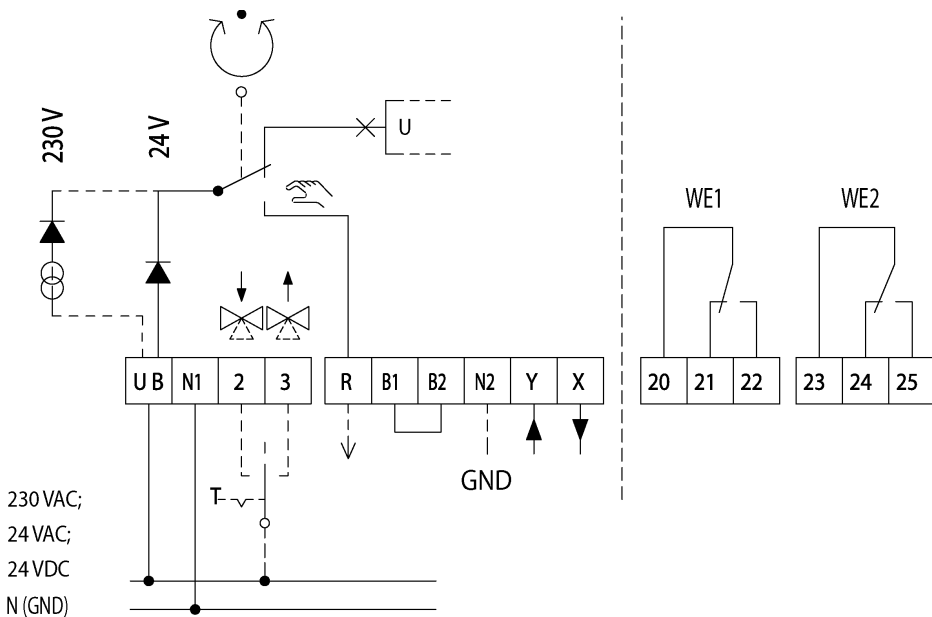 230 V
24 V
U
WE1
WE2
U B
N1
2
3
R
B1
B2
N2
Y
X
20
21
22
23
24
25
GND
T
230 VAC;
24 VAC;
24 VDC
N (GND)